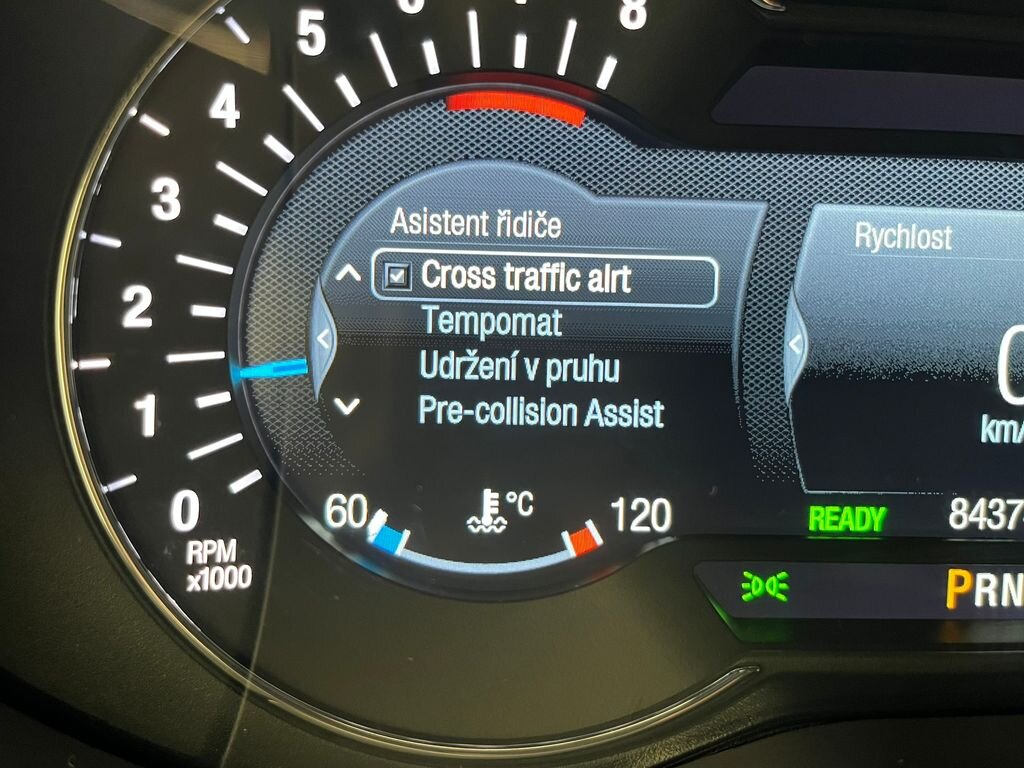 5
8
4
3
2
1
0
RPM
x1000
Asistent řidiče
Cross traffic alrt
Tempomat
Udržení v pruhu
Pre-collision Assist
60
°C
120
Rychlost
km/
READY
8437
PRN